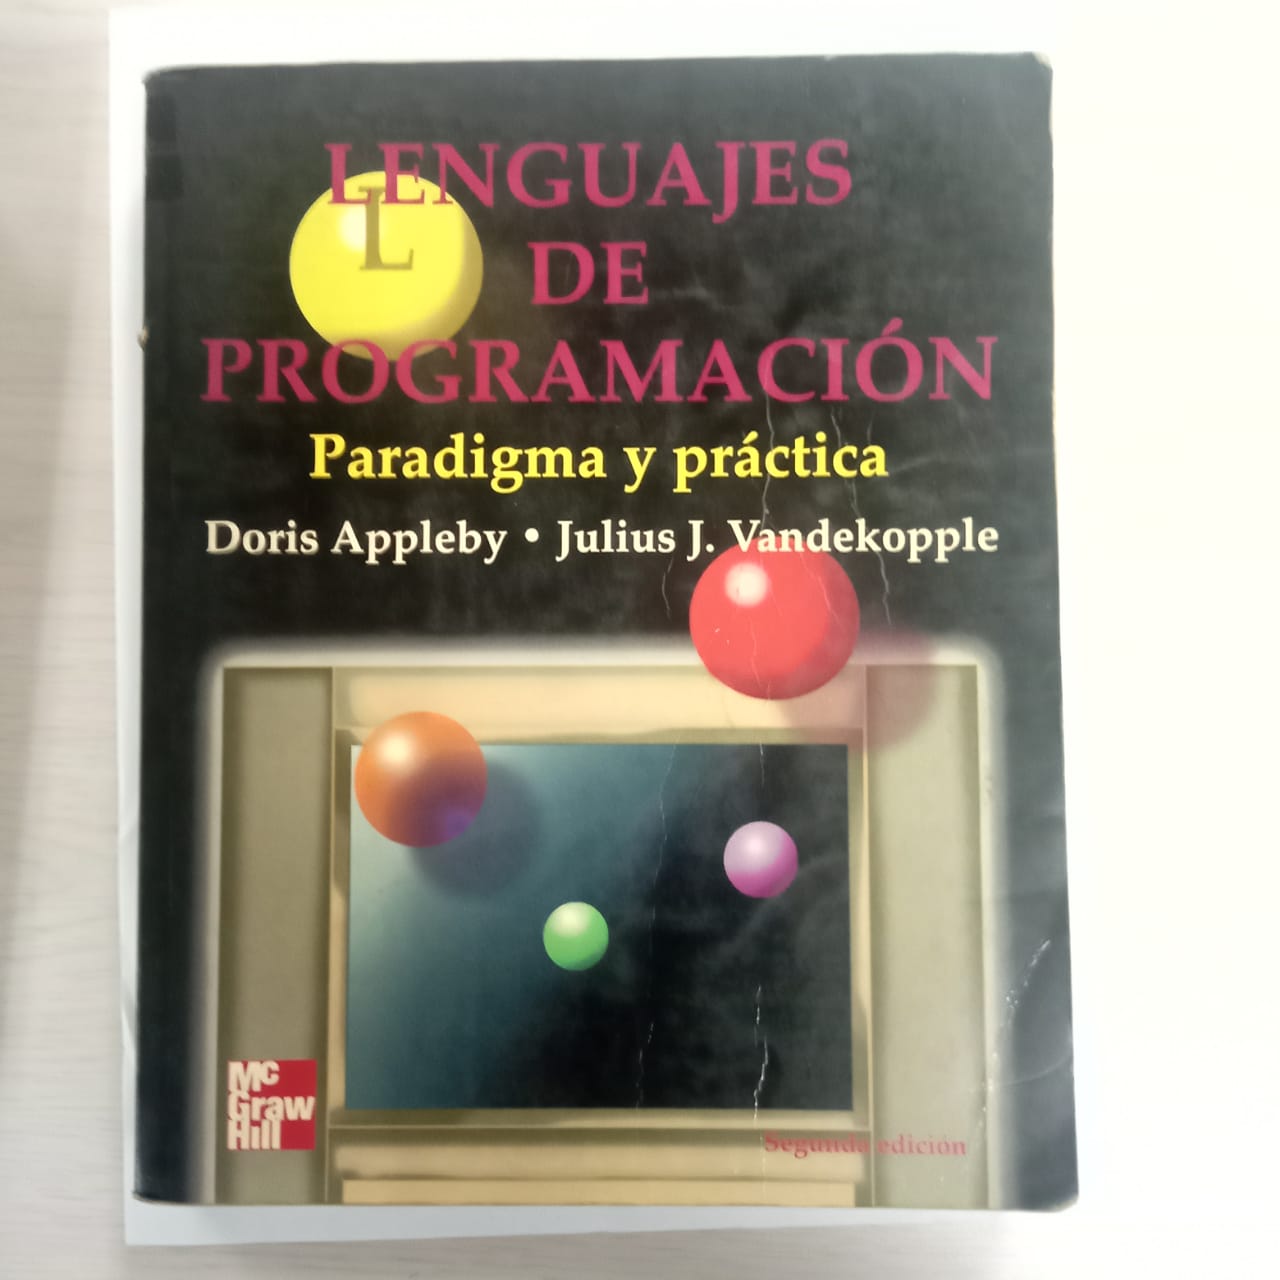 LENGUAJES
L
DE
PROGRAMACIÓN
Paradigma y práctica
Doris Appleby • Julius J. Vandekopple
Mc
Graw
Hill
Segunda edición